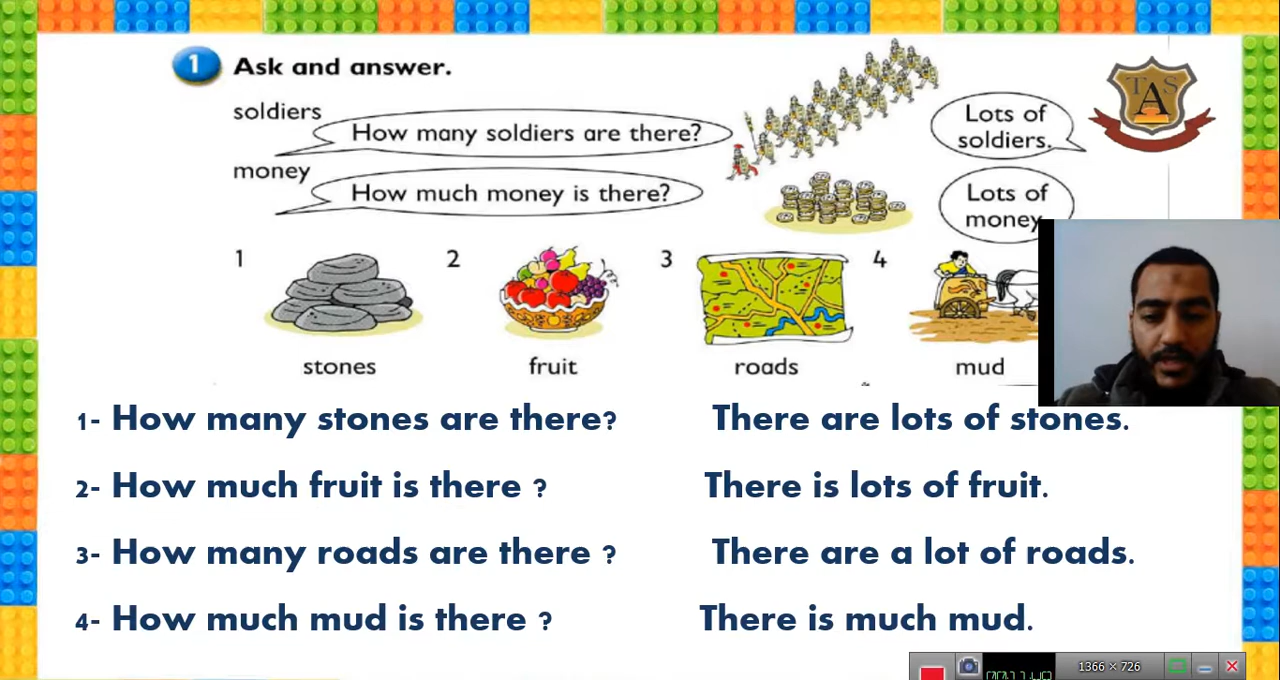 1 Ask and answer.
soldiers
How many soldiers are there?
Lots of
soldiers.
money
How much money is there?
Lots of
money
1 2 3 4
stones fruit roads mud
1- How many stones are there? There are lots of stones.
2- How much fruit is there ? There is lots of fruit.
3- How many roads are there ? There are a lot of roads.
4- How much mud is there ? There is much mud.
TAS
1366 × 726